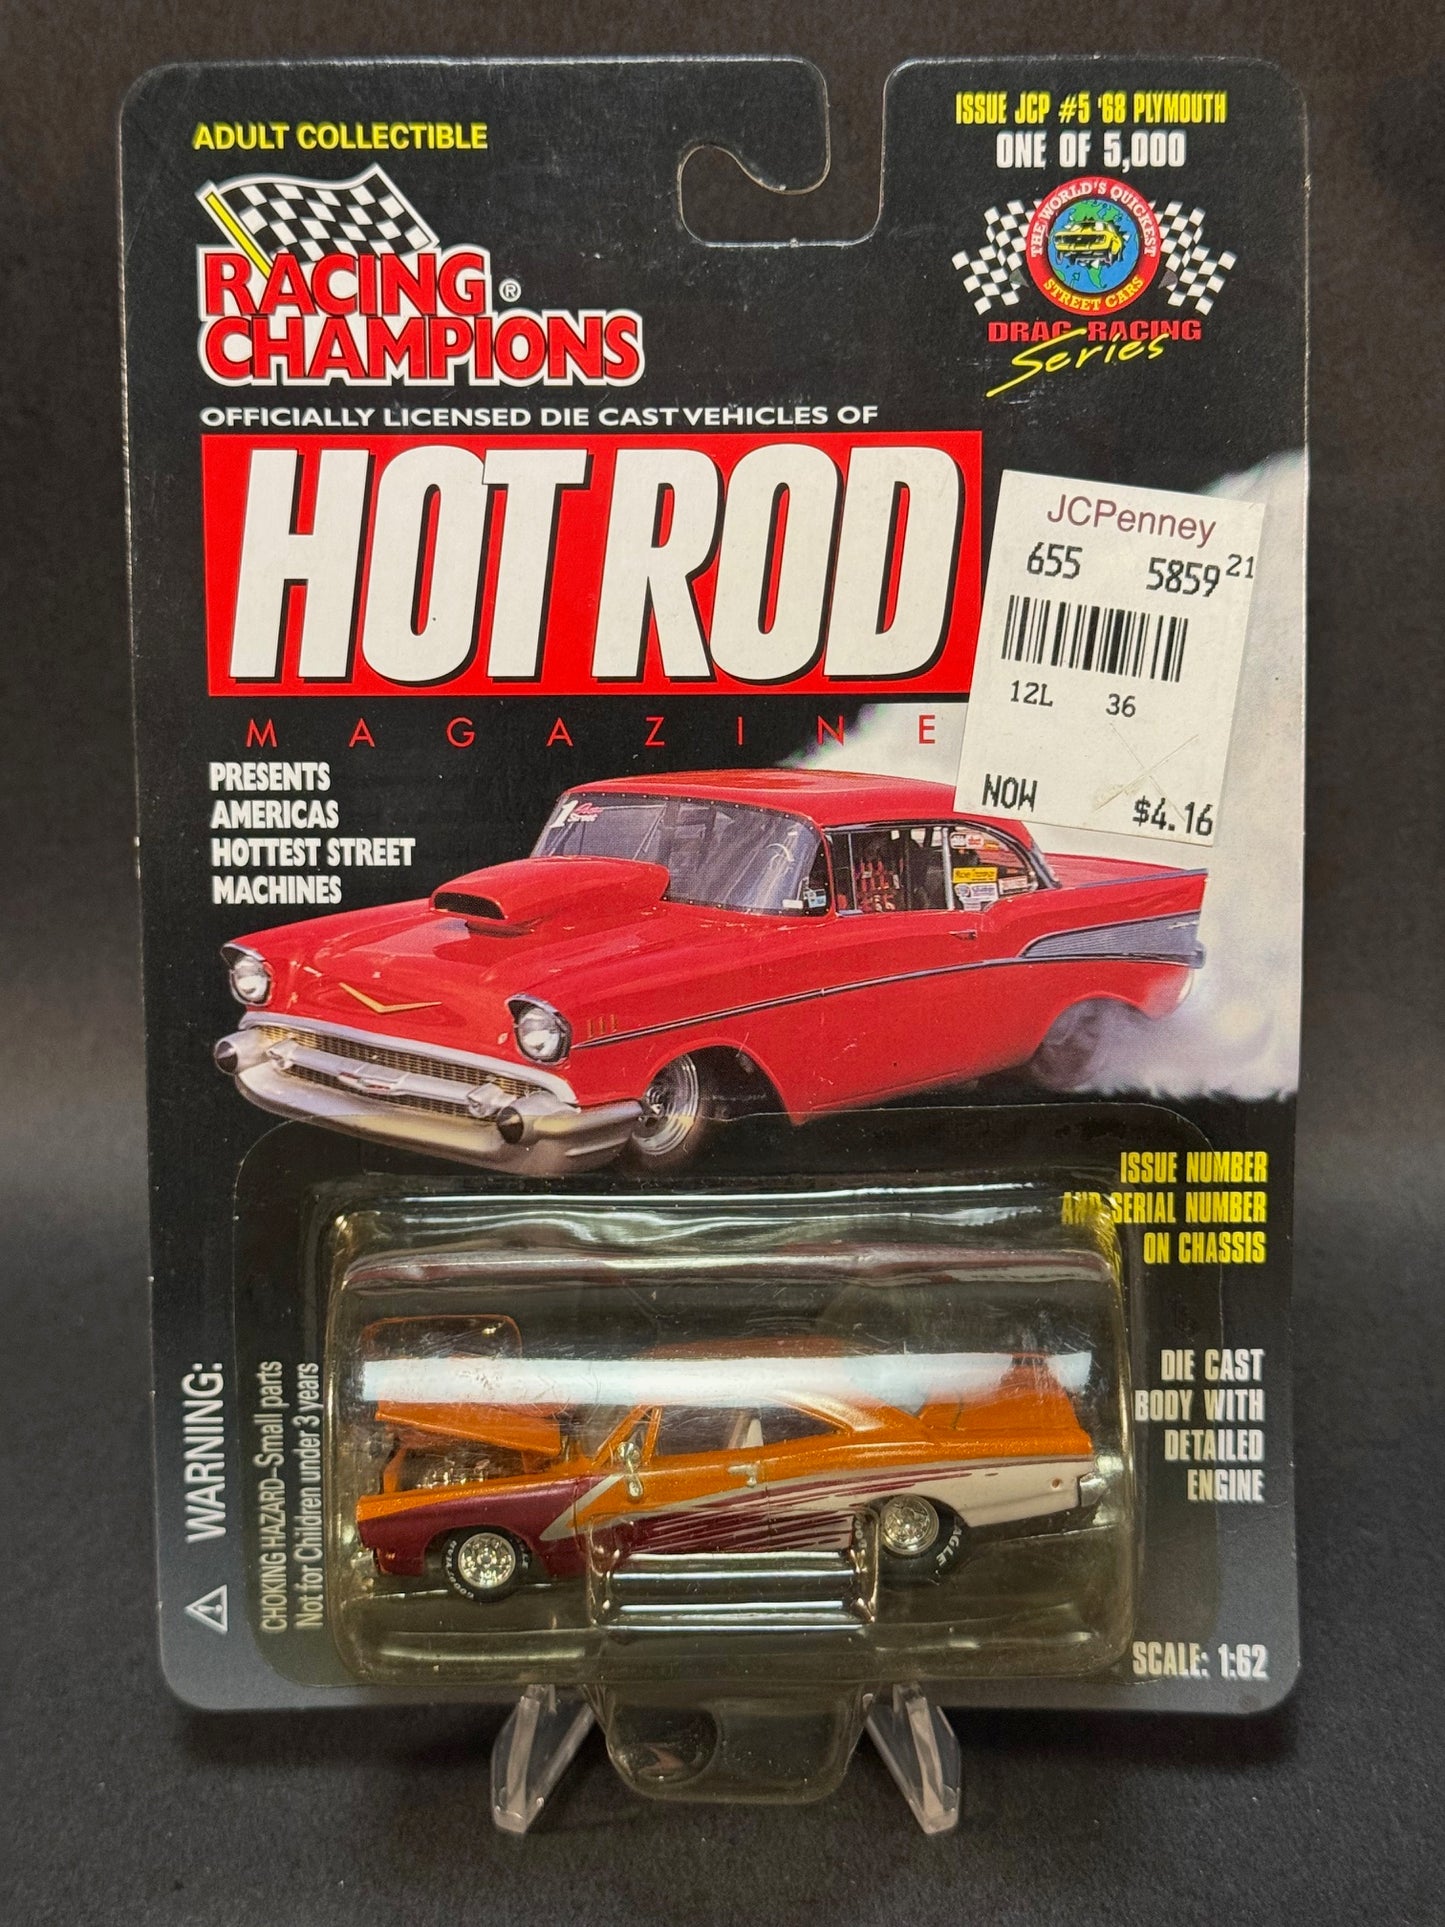 ADULT COLLECTIBLE
RACING ®
CHAMPIONS
OFFICIALLY LICENSED DIE CAST VEHICLES OF
HOT ROD
MAGAZINE
PRESENTS
AMERICAS
HOTTEST STREET
MACHINES
ISSUE JCP #5 '68 PLYMOUTH
ONE OF 5,000
THE WORLD'S QUICKEST
STREET CARS
DRAG RACING
Series
JCPenney
655 5859 21
12L 36
NOW $4.16
1
ISSUE NUMBER
AND SERIAL NUMBER
ON CHASSIS
DIE CAST
BODY WITH
DETAILED
ENGINE
SCALE: 1:62
WARNING:
CHOKING HAZARD–Small parts
Not for Children under 3 years